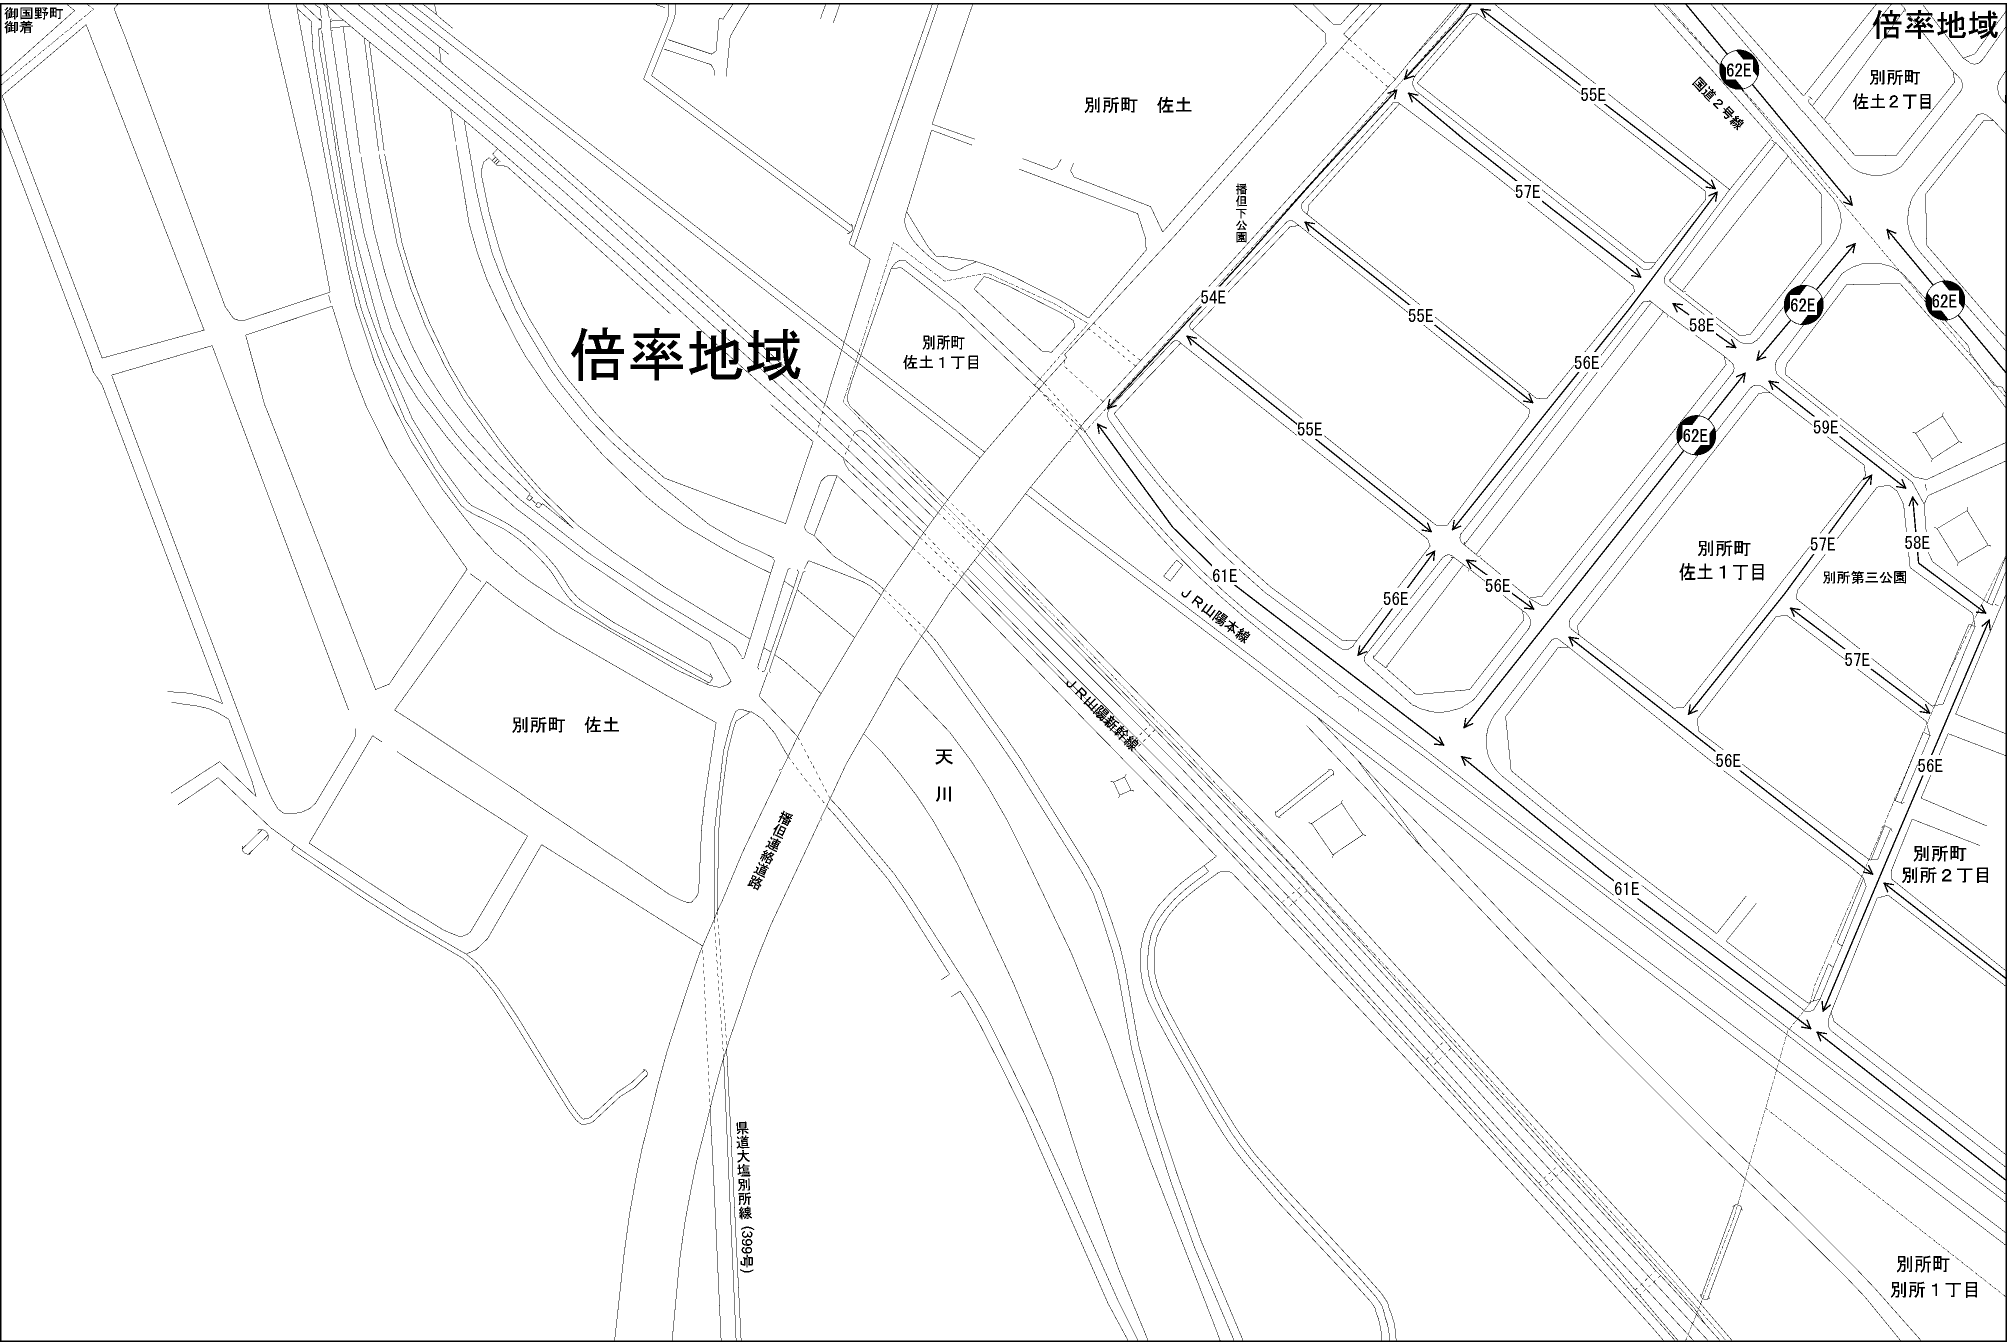 御国野町
御着
倍率地域
62E
別所町
佐土２丁目
国道２号線
55E
別所町　佐土
57E
播但下公園
54E
55E
62E
62E
58E
倍率地域
別所町
佐土１丁目
56E
55E
62E
59E
57E
58E
別所町
佐土１丁目
別所第三公園
61E
56E
56E
ＪＲ山陽本線
57E
ＪＲ山陽新幹線
別所町　佐土
天川
56E
56E
播但連絡道路
61E
別所町
別所２丁目
県道大塩別所線（399号）
別所町
別所１丁目